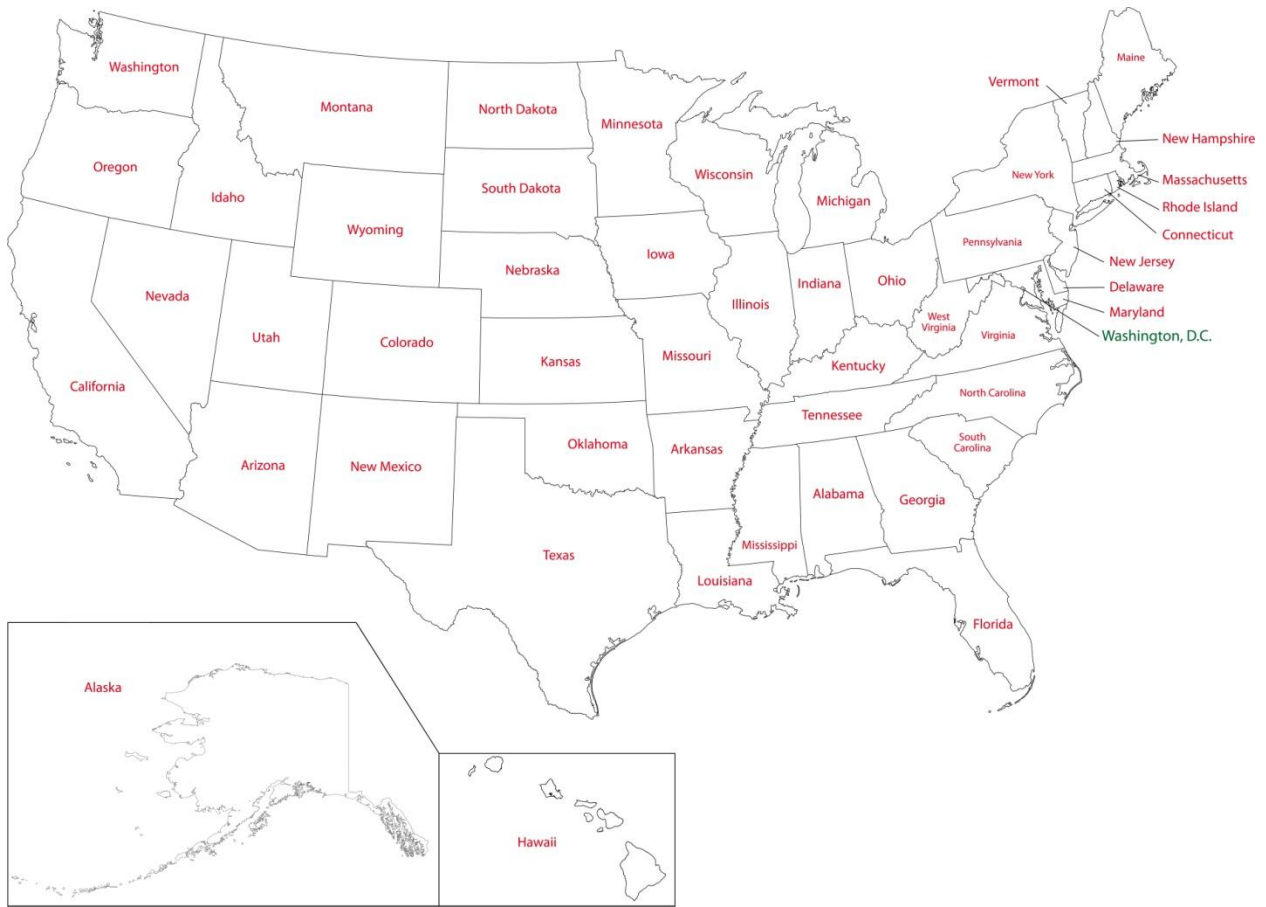 Maine
Washington
Vermont
Montana
North Dakota
Minnesota
New Hampshire
Oregon
Idaho
South Dakota
Wisconsin
New York
Massachusetts
Michigan
Rhode Island
Wyoming
Connecticut
Pennsylvania
Iowa
New Jersey
Nebraska
Ohio
Indiana
Delaware
Nevada
Illinois
Maryland
West
Virginia
Virginia
Washington, D.C.
Utah
Colorado
Missouri
Kansas
Kentucky
California
North Carolina
Tennessee
Oklahoma
South
Carolina
Arkansas
Arizona
New Mexico
Alabama
Georgia
Mississippi
Texas
Louisiana
Florida
Alaska
Hawaii